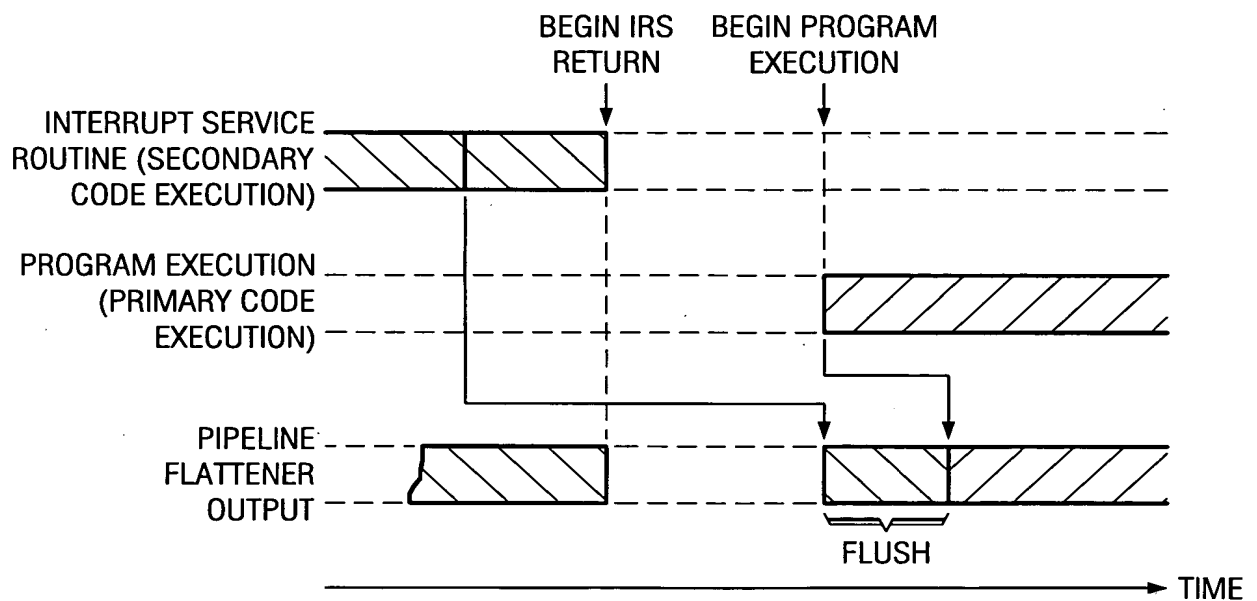 BEGIN IRS
RETURN
BEGIN PROGRAM
EXECUTION
INTERRUPT SERVICE
ROUTINE (SECONDARY
CODE EXECUTION)
PROGRAM EXECUTION
(PRIMARY CODE
EXECUTION)
PIPELINE
FLATTENER
OUTPUT
FLUSH
TIME